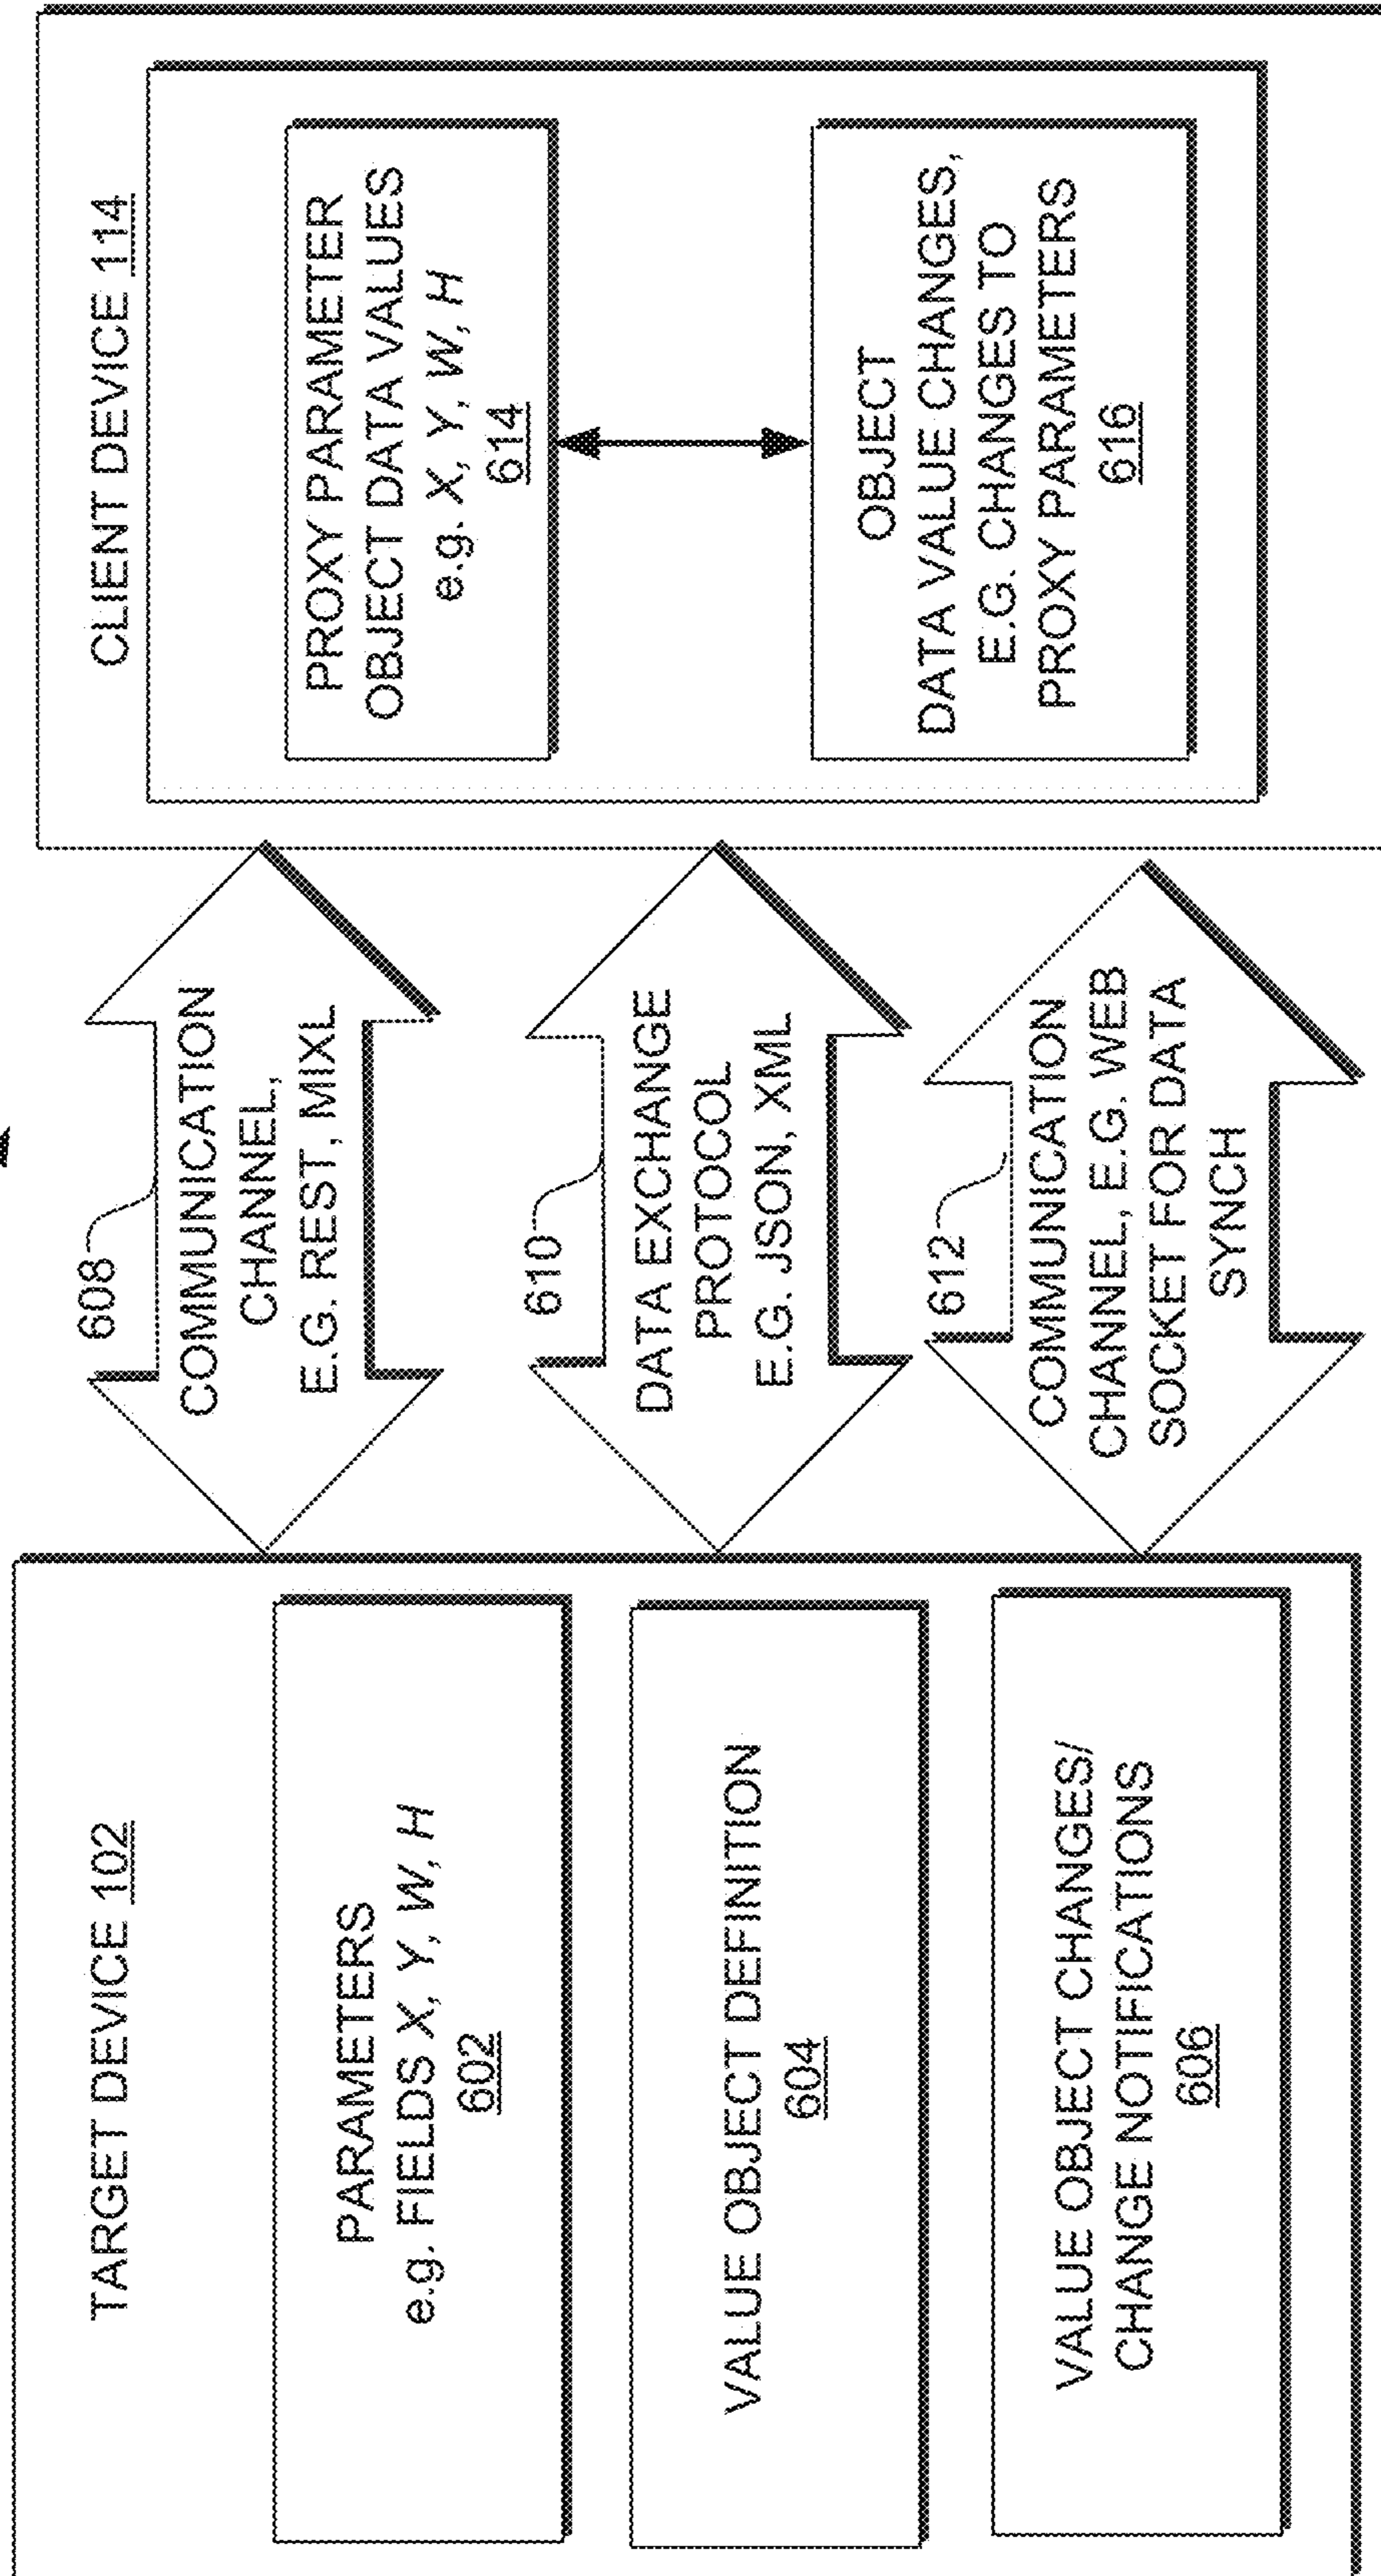 TARGET DEVICE 102
PARAMETERS
e.g. FIELDS X, Y, W, H
602
VALUE OBJECT DEFINITION
604
VALUE OBJECT CHANGES/
CHANGE NOTIFICATIONS
606
608
COMMUNICATION
CHANNEL,
E.G. REST, MIXL
610
DATA EXCHANGE
PROTOCOL
E.G. JSON, XML
612
COMMUNICATION
CHANNEL, E.G. WEB
SOCKET FOR DATA
SYNCH
CLIENT DEVICE 114
PROXY PARAMETER
OBJECT DATA VALUES
e.g. X, Y, W, H
614
OBJECT
DATA VALUE CHANGES,
E.G. CHANGES TO
PROXY PARAMETERS
616